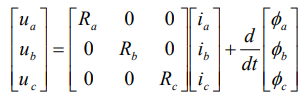 [u_a u_b u_c] = [R_a 0 0; 0 R_b 0; 0 0 R_c] [i_a i_b i_c] + d/dt [ϕ_a ϕ_b ϕ_c]